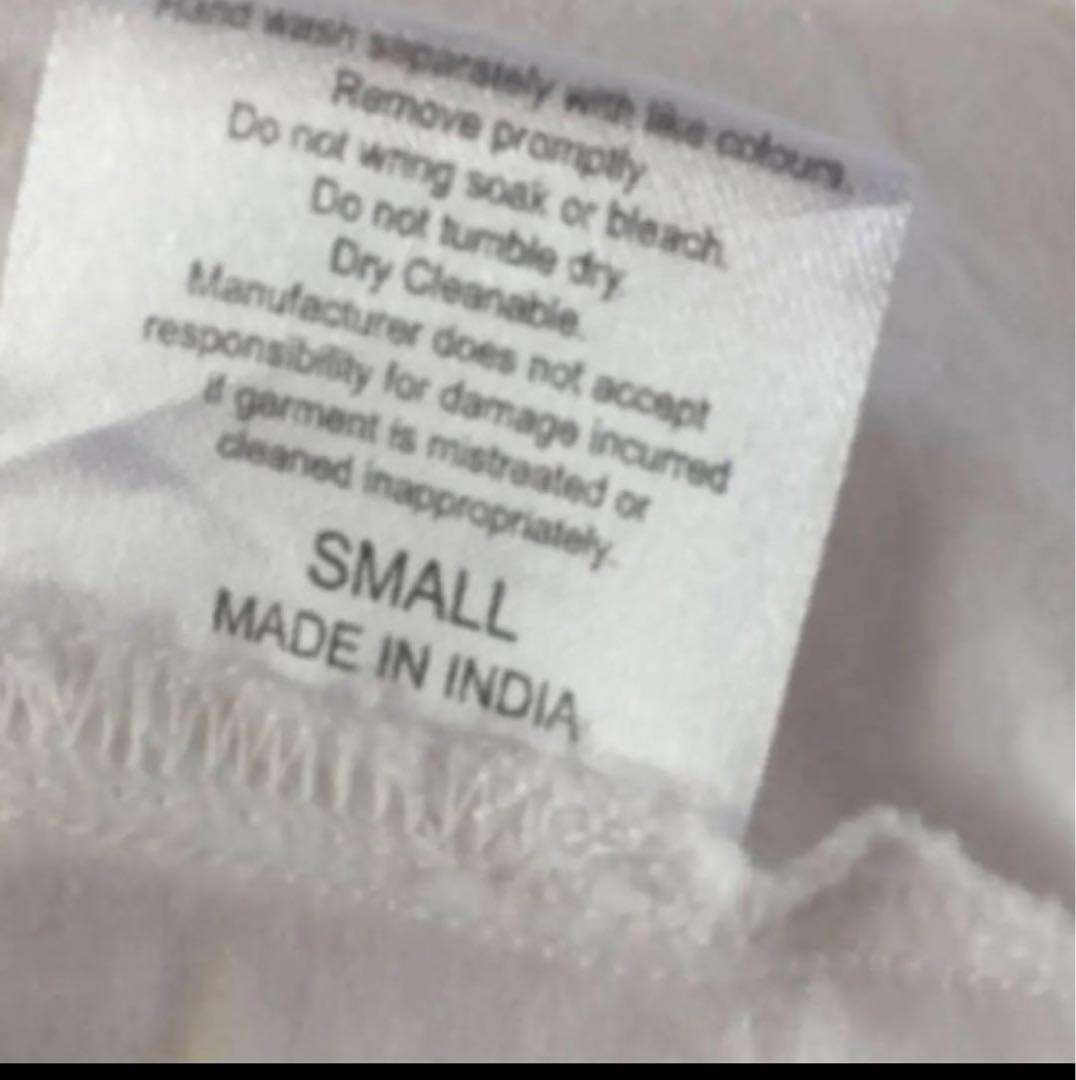 Hand wash separately with like colours.
Remove promptly
Do not wring soak or bleach.
Do not tumble dry
Dry Cleanable.
Manufacturer does not accept
responsibility for damage incurred
if garment is mistreated or
cleaned inappropriately.
SMALL
MADE IN INDIA